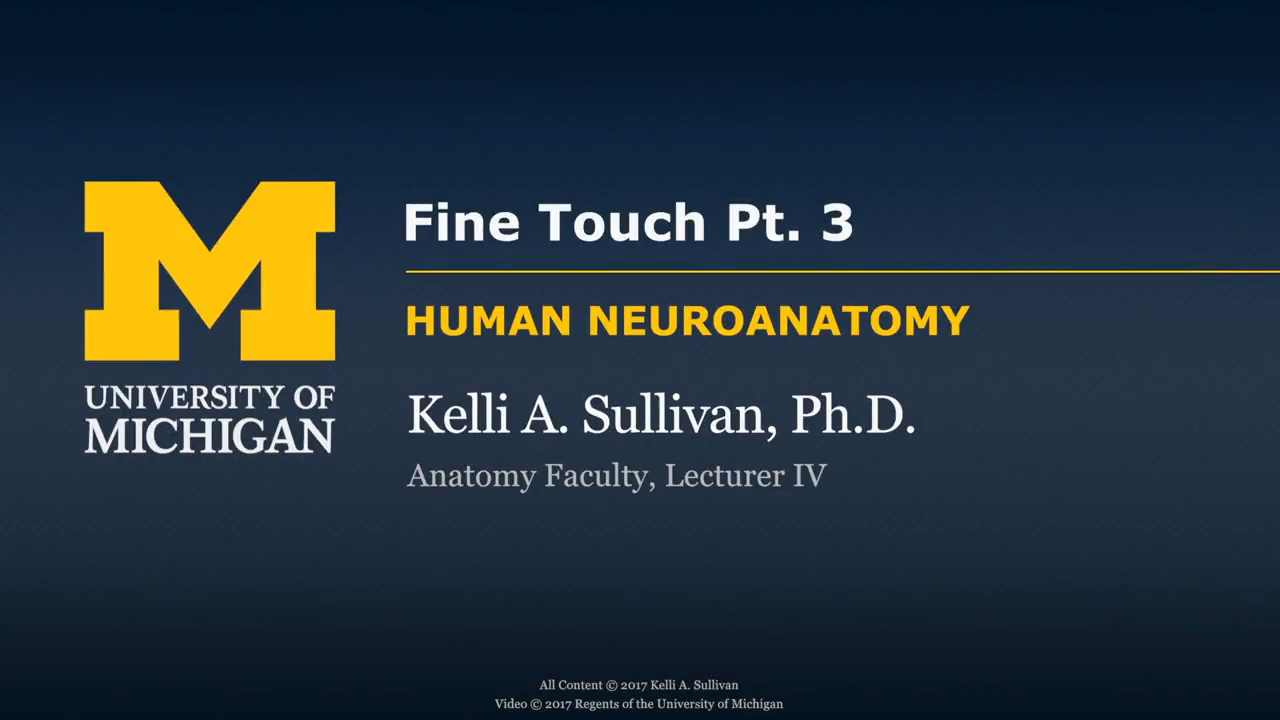 Fine Touch Pt. 3
HUMAN NEUROANATOMY
Kelli A. Sullivan, Ph.D.
Anatomy Faculty, Lecturer IV
M
UNIVERSITY OF
MICHIGAN
All Content © 2017 Kelli A. Sullivan
Video © 2017 Regents of the University of Michigan